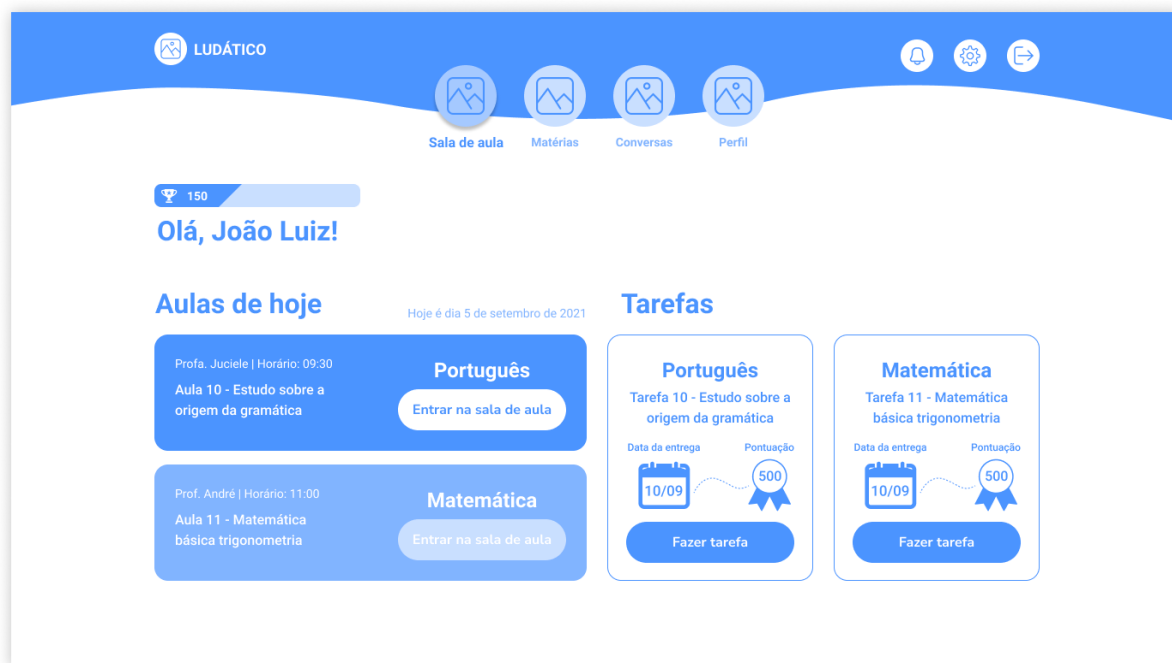 LUDÁTICO
Sala de aula
Matérias
Conversas
Perfil
150
Olá, João Luiz!
Aulas de hoje
Hoje é dia 5 de setembro de 2021
Profa. Juciele | Horário: 09:30
Aula 10 - Estudo sobre a
origem da gramática
Português
Entrar na sala de aula
Prof. André | Horário: 11:00
Aula 11 - Matemática
básica trigonometria
Matemática
Entrar na sala de aula
Tarefas
Português
Tarefa 10 - Estudo sobre a
origem da gramática
Data da entrega
Pontuação
10/09
500
Fazer tarefa
Matemática
Tarefa 11 - Matemática
básica trigonometria
Data da entrega
Pontuação
10/09
500
Fazer tarefa